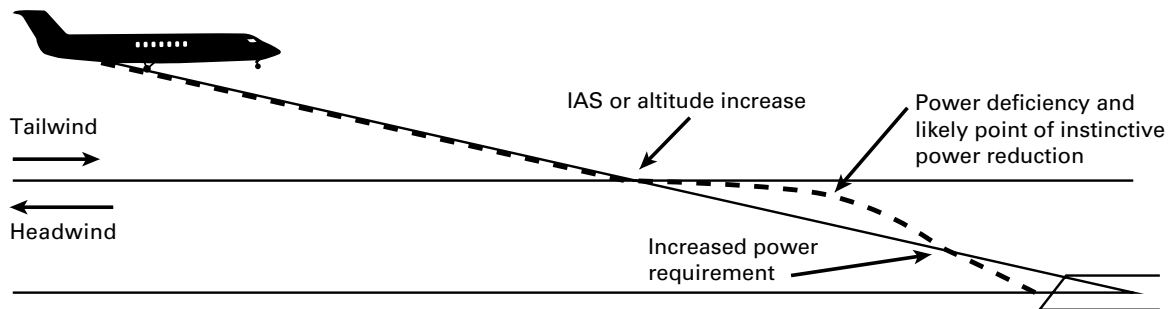 IAS or altitude increase
Power deficiency and
likely point of instinctive
power reduction
Tailwind
Headwind
Increased power
requirement